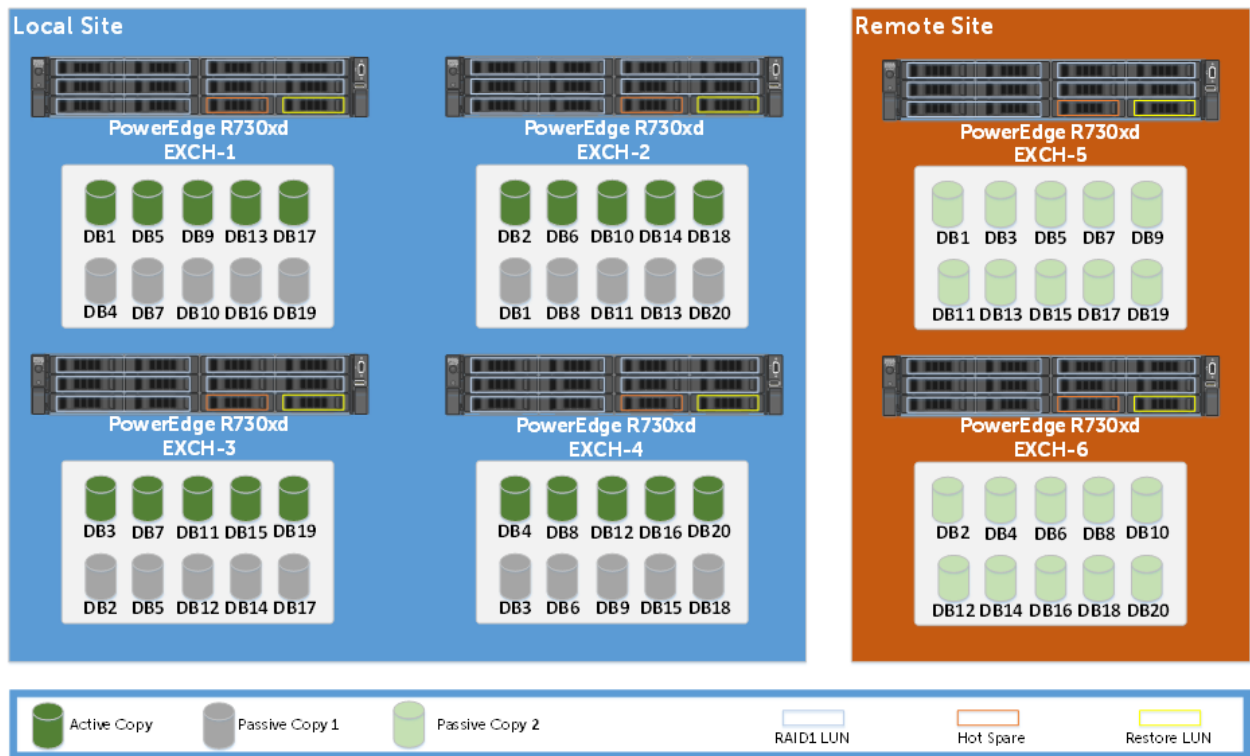 Local Site
Remote Site
PowerEdge R730xd
EXCH-1
PowerEdge R730xd
EXCH-2
PowerEdge R730xd
EXCH-5
DB1 DB5 DB9 DB13 DB17
DB4 DB7 DB10 DB16 DB19
DB2 DB6 DB10 DB14 DB18
DB1 DB8 DB11 DB13 DB20
DB1 DB3 DB5 DB7 DB9
DB11 DB13 DB15 DB17 DB19
PowerEdge R730xd
EXCH-3
PowerEdge R730xd
EXCH-4
PowerEdge R730xd
EXCH-6
DB3 DB7 DB11 DB15 DB19
DB2 DB5 DB12 DB14 DB17
DB4 DB8 DB12 DB16 DB20
DB3 DB6 DB9 DB15 DB18
DB2 DB4 DB6 DB8 DB10
DB12 DB14 DB16 DB18 DB20
Active Copy
Passive Copy 1
Passive Copy 2
RAID1 LUN
Hot Spare
Restore LUN